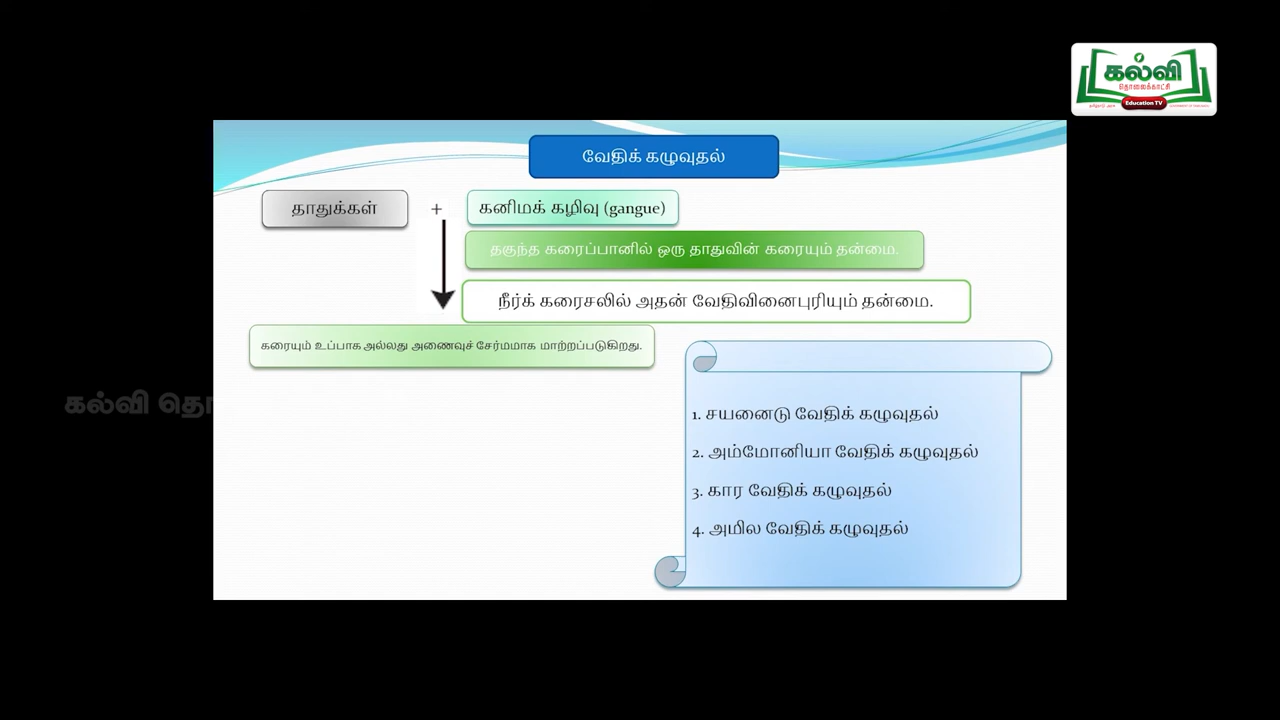 கல்வி
தொலைக்காட்சி
Education TV
வேதிக் கழுவுதல்
தாதுக்கள் + கனிமக் கழிவு (gangue)
தகுந்த கரைப்பானில் ஒரு தாதுவின் கரையும் தன்மை.
நீர்க் கரைசலில் அதன் வேதிவினைபுரியும் தன்மை.
கரையும் உப்பாக அல்லது அணைவுச் சேர்மமாக மாற்றப்படுகிறது.
கல்வி தொ
1. சயனைடு வேதிக் கழுவுதல்
2. அம்மோனியா வேதிக் கழுவுதல்
3. கார வேதிக் கழுவுதல்
4. அமில வேதிக் கழுவுதல்